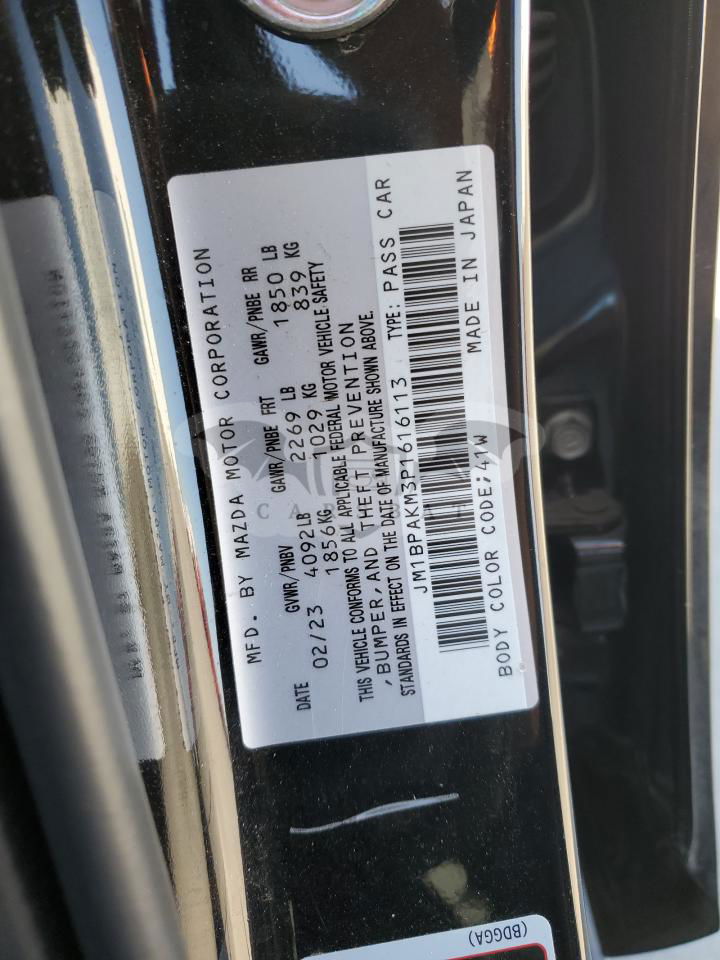 MFD. BY MAZDA MOTOR CORPORATION
GVWR/PNBV GAWR/PNBE FRT GAWR/PNBE RR
DATE 02/23 4092LB 2269 LB 1850 LB
1856KG 1029 KG 839 KG
THIS VEHICLE CONFORMS TO ALL APPLICABLE FEDERAL MOTOR VEHICLE SAFETY
,BUMPER,AND THEFT PREVENTION
STANDARDS IN EFFECT ON THE DATE OF MANUFACTURE SHOWN ABOVE.
JM1BPAKM3P1616113 TYPE: PASS CAR
BODY COLOR CODE;41W MADE IN JAPAN
(BDGGA)